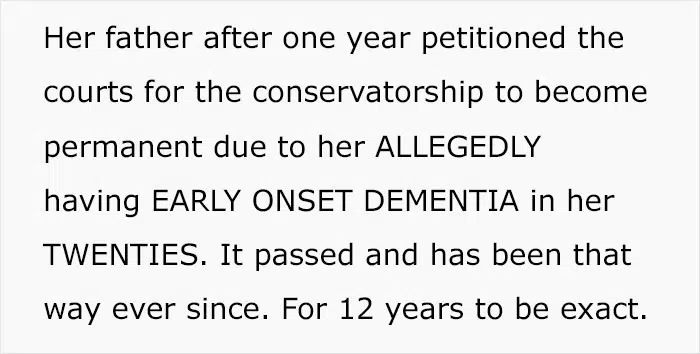 Her father after one year petitioned the
courts for the conservatorship to become
permanent due to her ALLEGEDLY
having EARLY ONSET DEMENTIA in her
TWENTIES. It passed and has been that
way ever since. For 12 years to be exact.